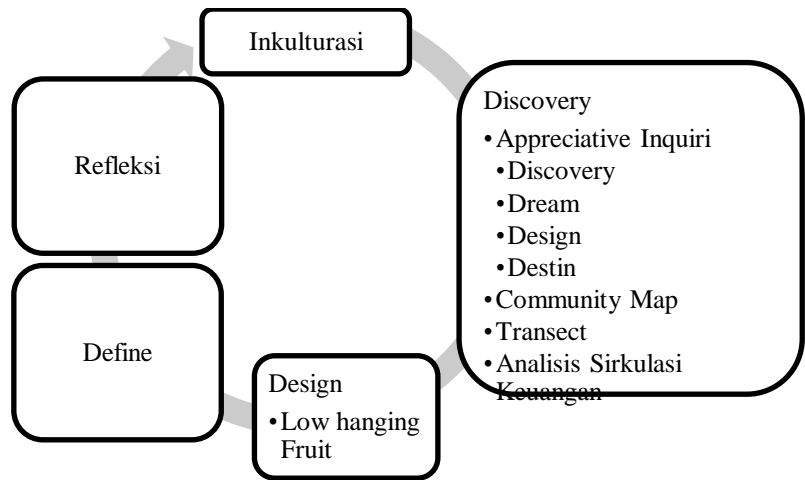 Inkulturasi
Discovery
•Appreciative Inquiri
•Discovery
•Dream
•Design
•Destin
•Community Map
•Transect
•Analisis Sirkulasi
Keuangan
Design
•Low hanging
Fruit
Define
Refleksi